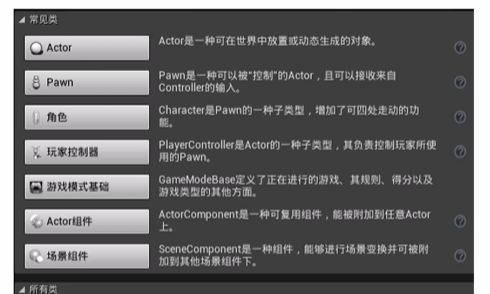 常见类
Actor
Actor是一种可在世界中放置或动态生成的对象。
Pawn
Pawn是一种可以被“控制”的Actor，且可以接收来自
Controller的输入。
角色
Character是Pawn的一种子类型，增加了可四处走动的功
能。
玩家控制器
PlayerController是Actor的一种子类型，其负责控制玩家所使
用的Pawn。
游戏模式基础
GameModeBase定义了正在进行的游戏、其规则、得分以及
游戏类型的其他方面。
Actor组件
ActorComponent是一种可复用组件，能被附加到任意Actor
上。
场景组件
SceneComponent是一种组件，能够进行场景变换并可被附
加到其他场景组件下。
所有类